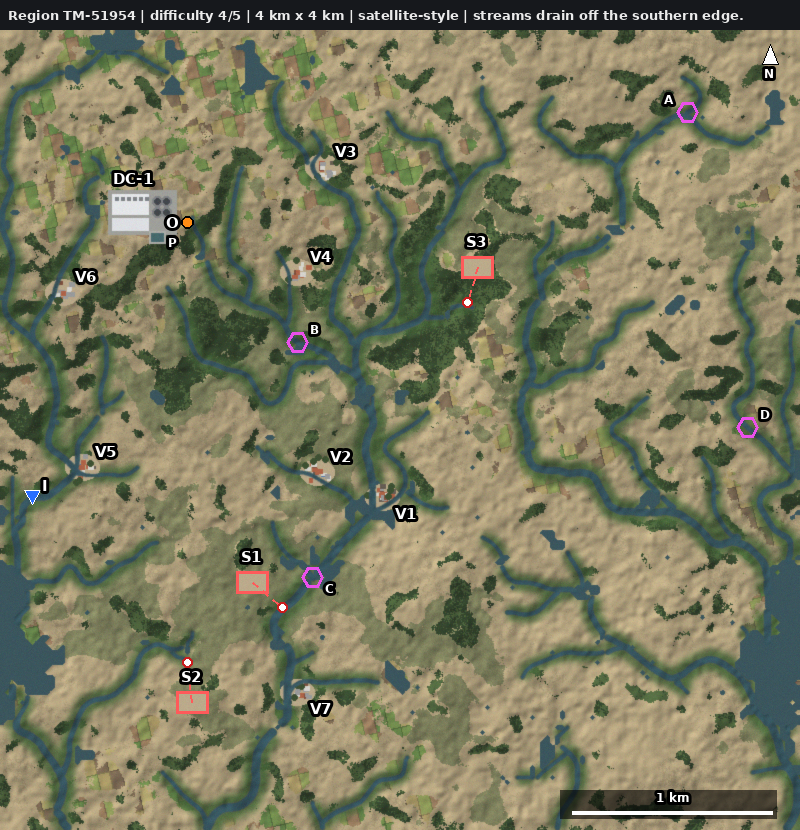 Region TM-51954 | difficulty 4/5 | 4 km x 4 km | satellite-style | streams drain off the southern edge.
N
A
V3
DC-1
O
P
S3
V4
V6
B
D
V5
V2
I
V1
S1
C
S2
V7
1 km